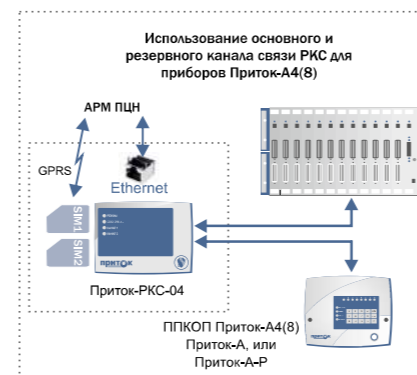 Использование основного и
резервного канала связи РКС для
приборов Приток-А4(8)
АРМ ПЦН
GPRS
Ethernet
SIM1
SIM2
ПРИТОК
Приток-РКС-04
ППКОП Приток-А4(8)
Приток-А, или
Приток-А-Р